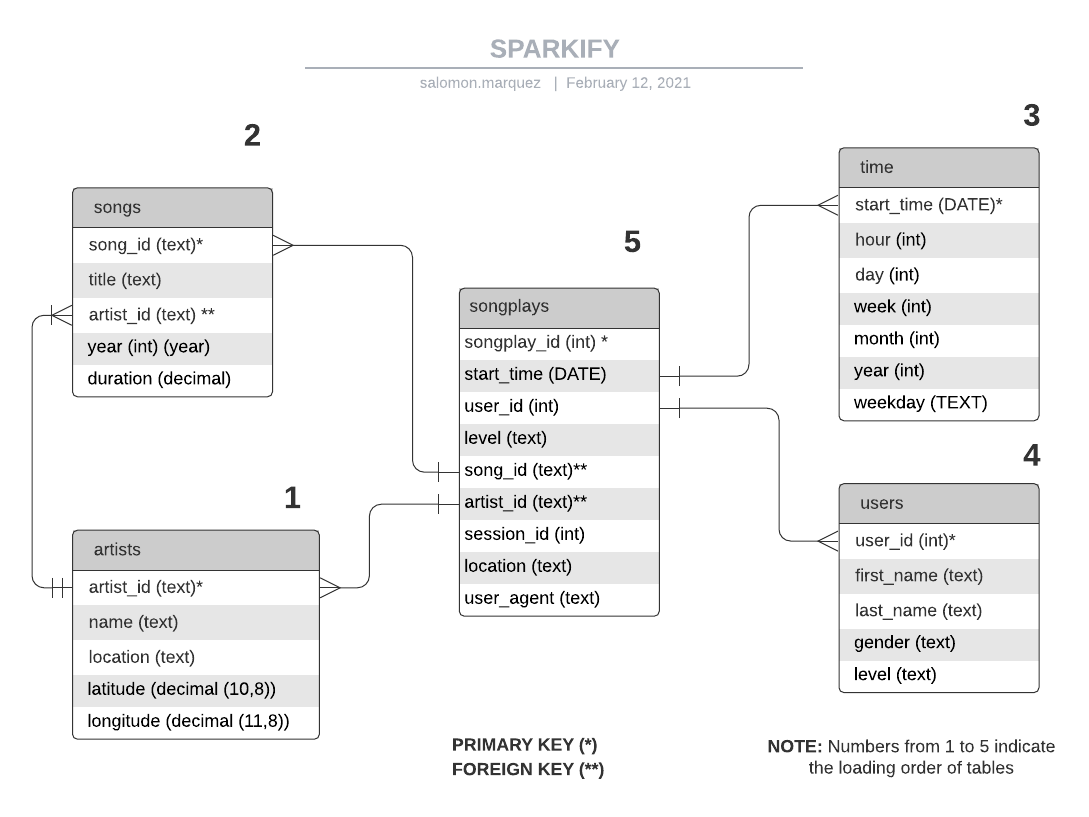 SPARKIFY
salomon.marquez | February 12, 2021
2
songs
song_id (text)*
title (text)
artist_id (text) **
year (int) (year)
duration (decimal)
1
artists
artist_id (text)*
name (text)
location (text)
latitude (decimal (10,8))
longitude (decimal (11,8))
5
songplays
songplay_id (int) *
start_time (DATE)
user_id (int)
level (text)
song_id (text)**
artist_id (text)**
session_id (int)
location (text)
user_agent (text)
3
time
start_time (DATE)*
hour (int)
day (int)
week (int)
month (int)
year (int)
weekday (TEXT)
4
users
user_id (int)*
first_name (text)
last_name (text)
gender (text)
level (text)
PRIMARY KEY (*)
FOREIGN KEY (**)
NOTE: Numbers from 1 to 5 indicate
the loading order of tables